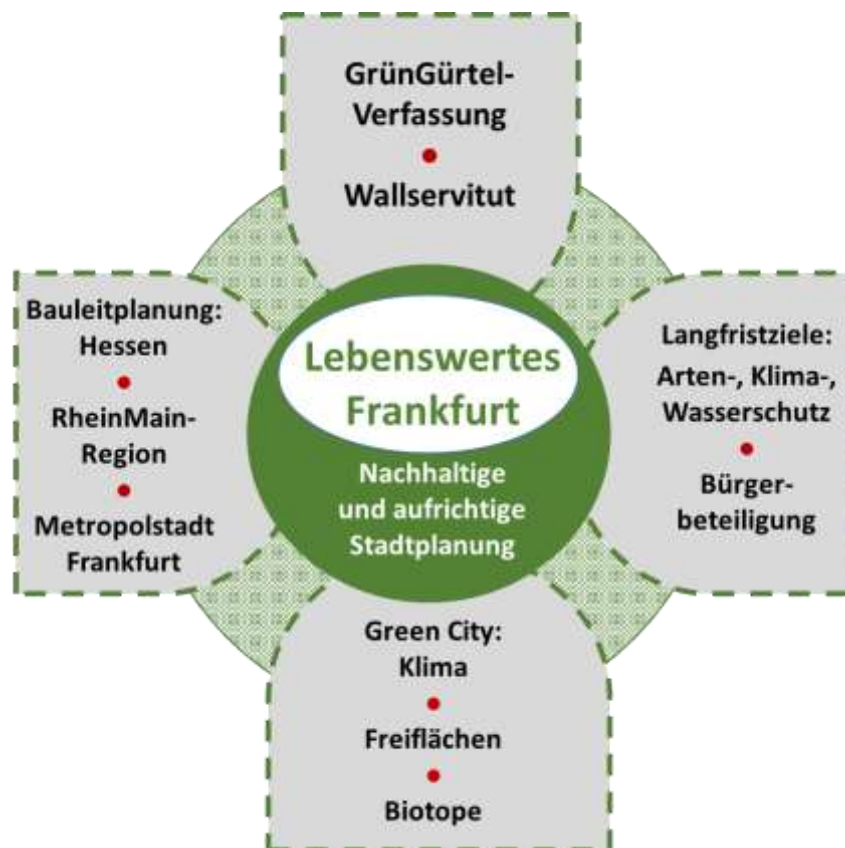 GrünGürtel-
Verfassung
•
Wallservitut
Bauleitplanung:
Hessen
•
RheinMain-
Region
•
Metropolstadt
Frankfurt
Lebenswertes
Frankfurt
Nachhaltige
und aufrichtige
Stadtplanung
Langfristziele:
Arten-, Klima-,
Wasserschutz
•
Bürger-
beteiligung
Green City:
Klima
•
Freiflächen
•
Biotope